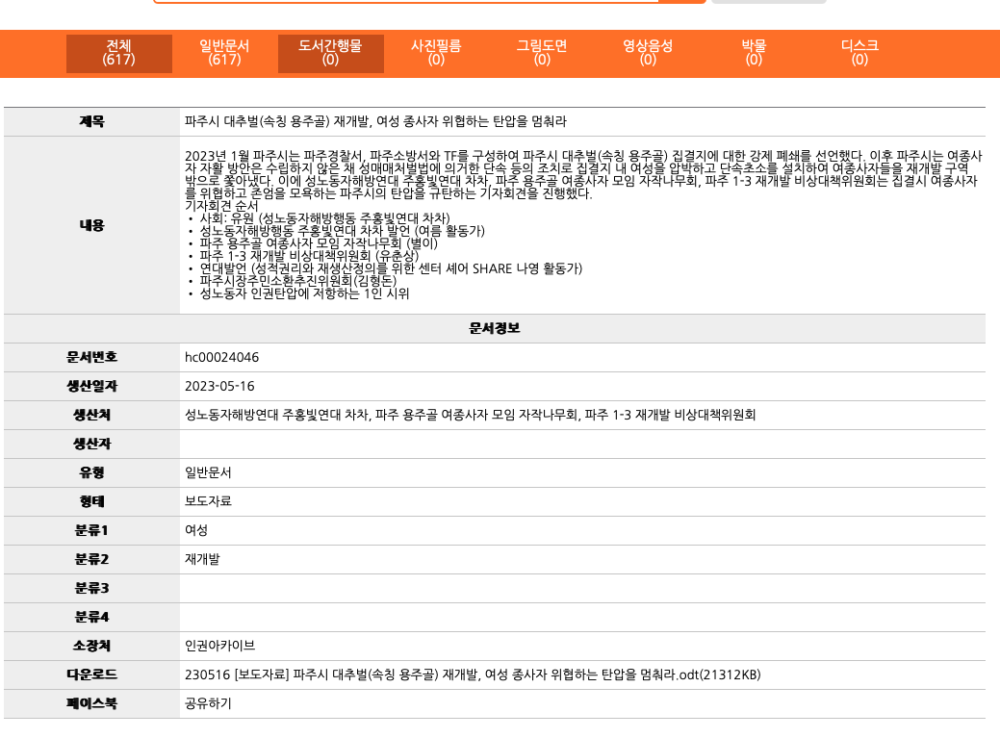 전체 일반문서 도서간행물 사진필름 그림도면 영상음성 박물 디스크
(617) (617) (0) (0) (0) (0) (0) (0)
제목 파주시 대추벌(속칭 용주골) 재개발, 여성 종사자 위협하는 탄압을 멈춰라
내용
2023년 1월 파주시는 파주경찰서, 파주소방서와 TF를 구성하여 파주시 대추벌(속칭 용주골) 집결지에 대한 강제 폐쇄를 선언했다. 이후 파주시는 여종사
자 자활 방안은 수립하지 않은 채 성매매처벌법에 의거한 단속 등의 조치로 집결지 내 여성을 압박하고 단속초소를 설치하여 여종사자들을 재개발 구역
밖으로 쫓아냈다. 이에 성노동자해방연대 주홍빛연대 차차, 파주 용주골 여종사자 모임 자작나무회, 파주 1-3 재개발 비상대책위원회는 집결시 여종사자
를 위협하고 존엄을 모욕하는 파주시의 탄압을 규탄하는 기자회견을 진행했다.
기자회견 순서
• 사회: 유원 (성노동자해방행동 주홍빛연대 차차)
• 성노동자해방행동 주홍빛연대 차차 발언 (여름 활동가)
• 파주 용주골 여종사자 모임 자작나무회 (별이)
• 파주 1-3 재개발 비상대책위원회 (유춘상)
• 연대발언 (성적권리와 재생산정의를 위한 센터 셰어 SHARE 나영 활동가)
• 파주시장주민소환추진위원회(김형돈)
• 성노동자 인권탄압에 저항하는 1인 시위
문서정보
문서번호 hc00024046
생산일자 2023-05-16
생산처 성노동자해방연대 주홍빛연대 차차, 파주 용주골 여종사자 모임 자작나무회, 파주 1-3 재개발 비상대책위원회
생산자
유형 일반문서
형태 보도자료
분류1 여성
분류2 재개발
분류3
분류4
소장처 인권아카이브
다운로드 230516 [보도자료] 파주시 대추벌(속칭 용주골) 재개발, 여성 종사자 위협하는 탄압을 멈춰라.odt(21312KB)
페이스북 공유하기